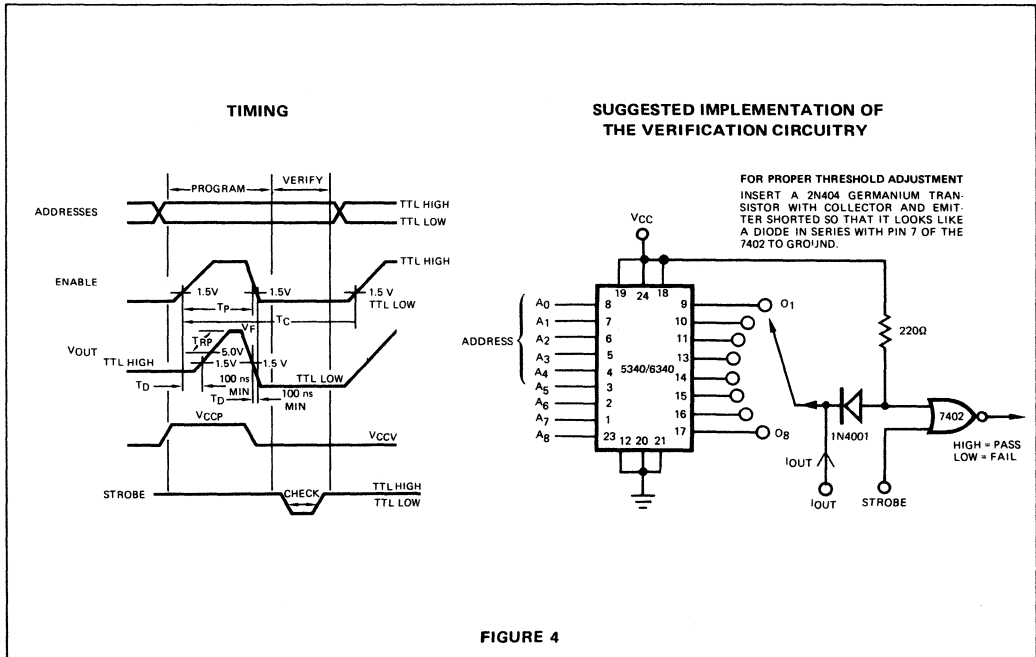 TIMING
PROGRAM
VERIFY
ADDRESSES
TTL HIGH
TTL LOW
ENABLE
TTL HIGH
1.5V
1.5V
1.5 V
TTL LOW
TP
TC
VF
TRP
5.0V
VOUT
TTL HIGH
1.5V
1.5 V
TD
100 ns
MIN
TTL LOW
TD
100 ns
MIN
VCCP
VCCV
STROBE
CHECK
TTL HIGH
TTL LOW
SUGGESTED IMPLEMENTATION OF
THE VERIFICATION CIRCUITRY
FOR PROPER THRESHOLD ADJUSTMENT
INSERT A 2N404 GERMANIUM TRAN-
SISTOR WITH COLLECTOR AND EMIT-
TER SHORTED SO THAT IT LOOKS LIKE
A DIODE IN SERIES WITH PIN 7 OF THE
7402 TO GROUND.
VCC
19 24 18
A0 8 9 O1
A1 7 10
A2 6 11
ADDRESS
A3 5 13
A4 4 14
5340/6340
A5 3 15
A6 2 16
A7 1 17 O8
A8 23
12 20 21
220Ω
1N4001
7402
HIGH = PASS
LOW = FAIL
IOUT
IOUT
STROBE
FIGURE 4